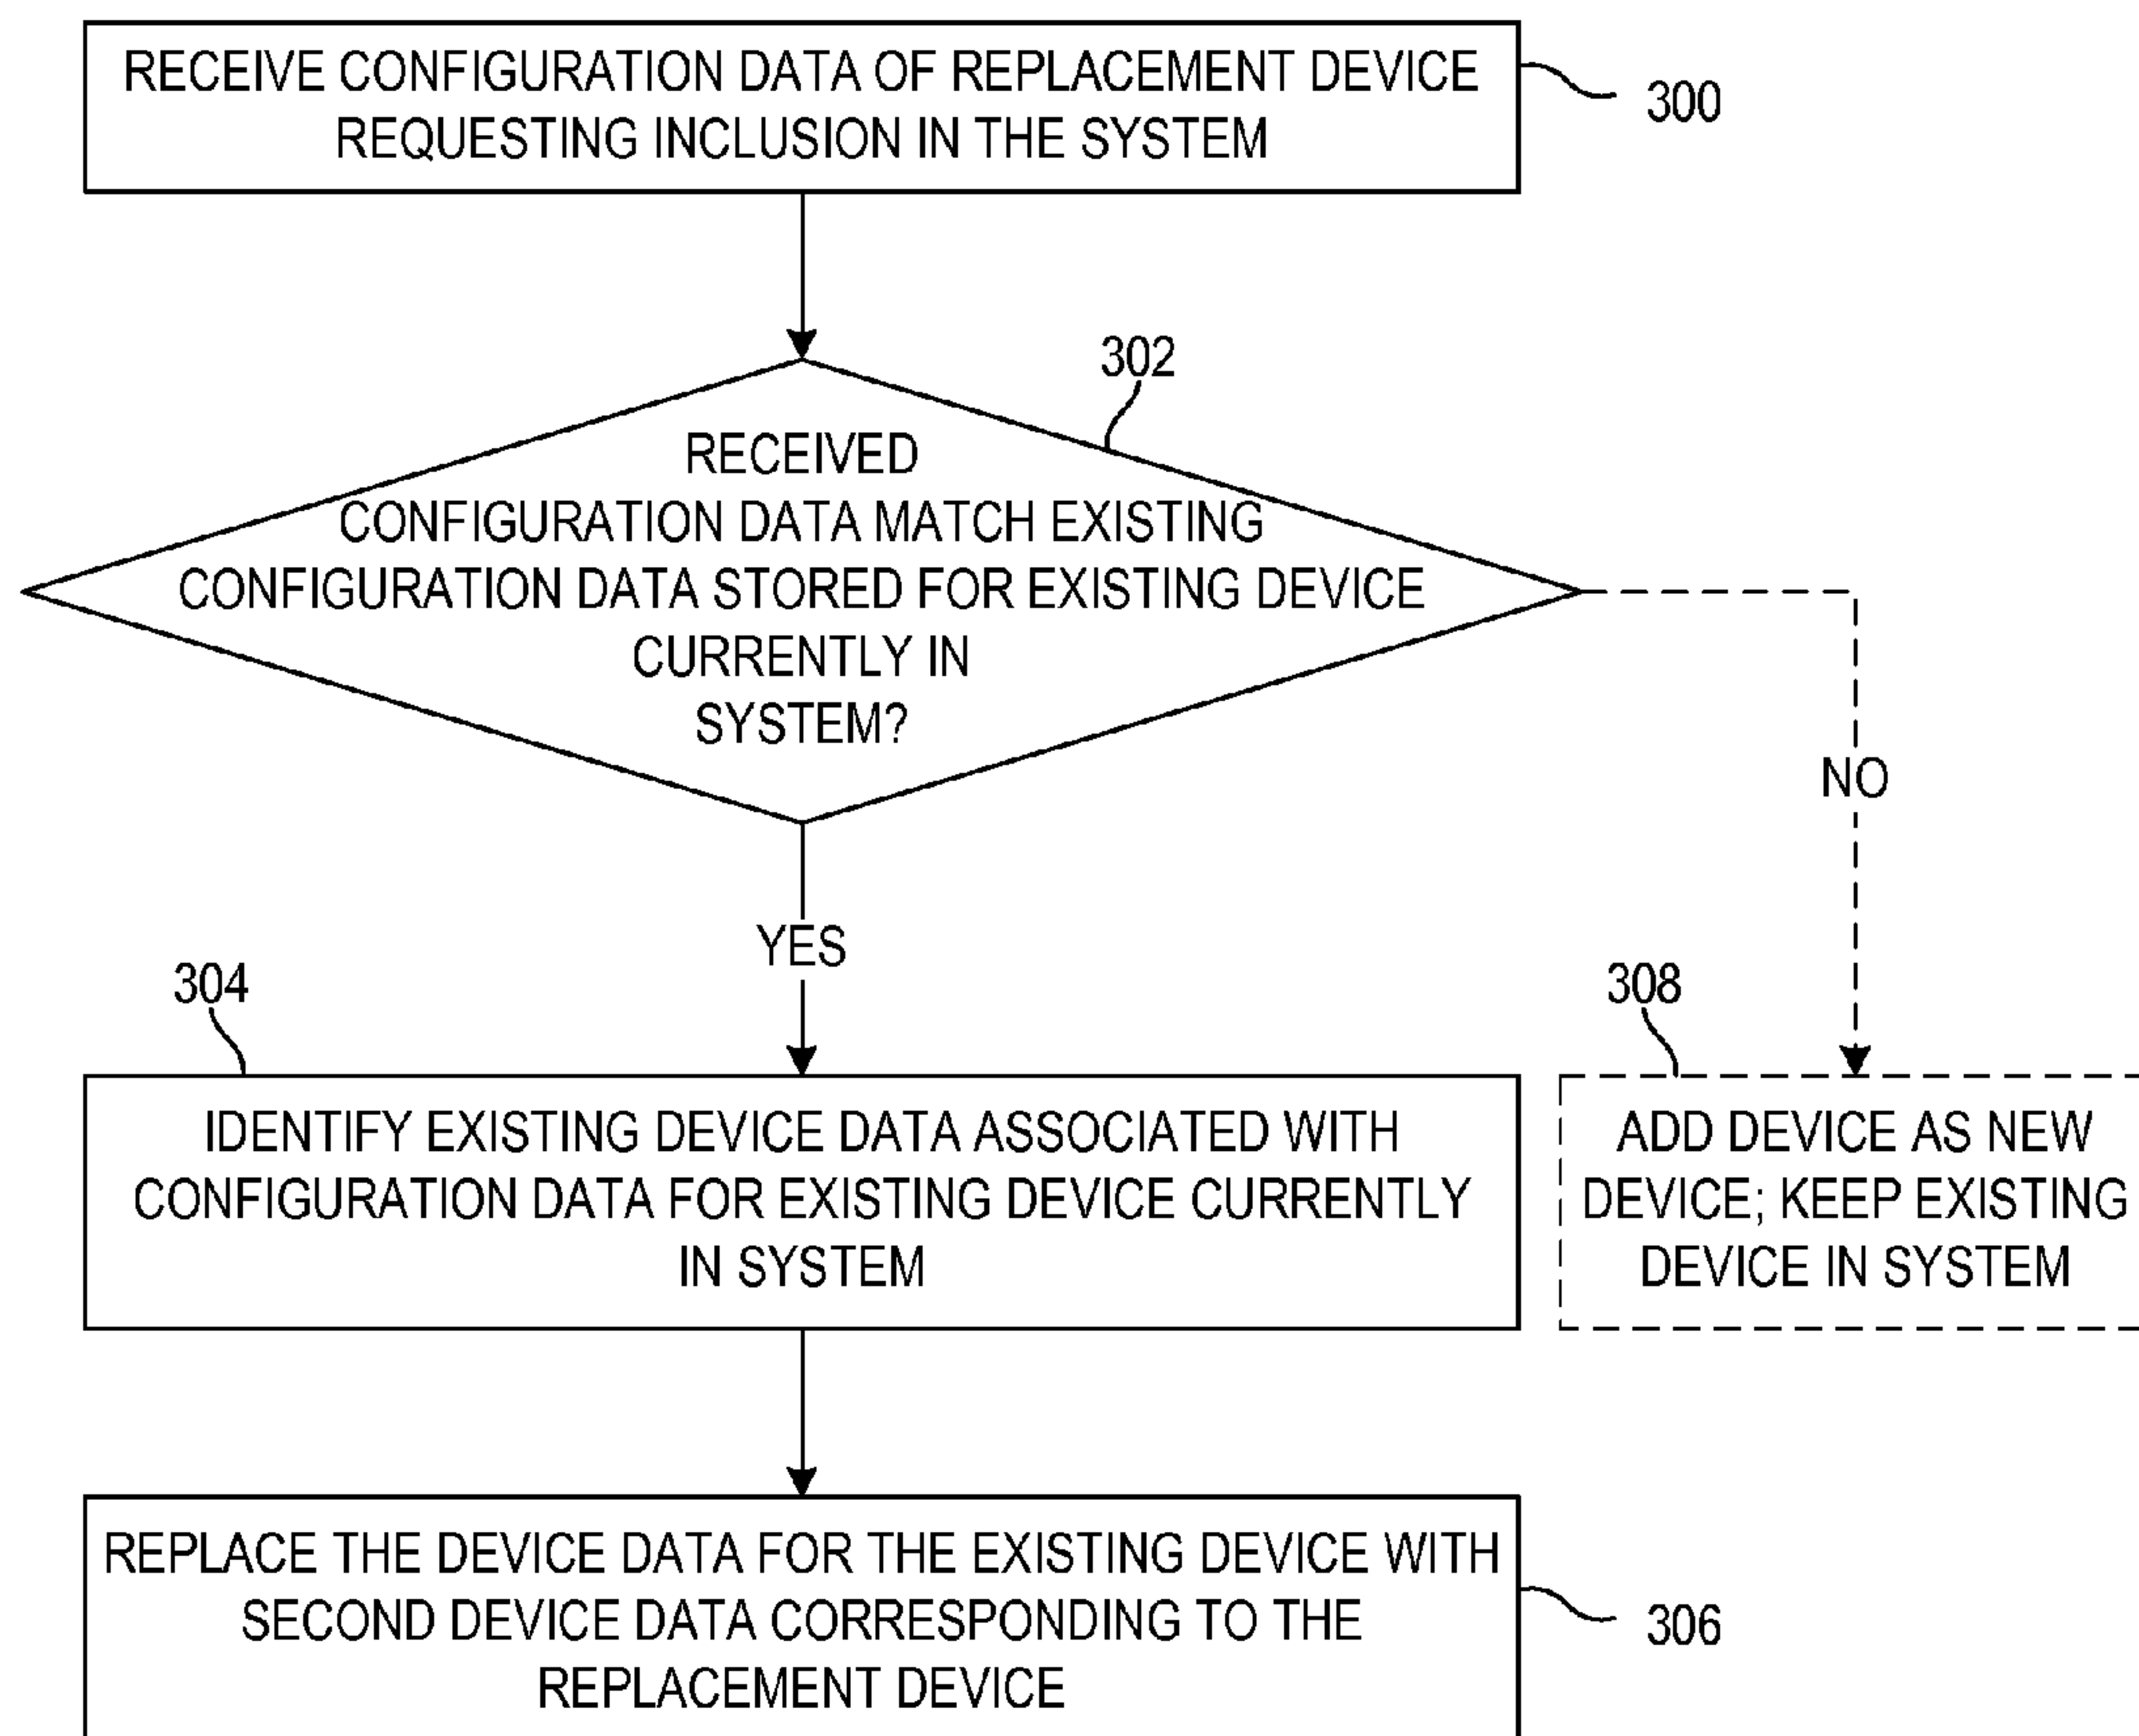 RECEIVE CONFIGURATION DATA OF REPLACEMENT DEVICE
REQUESTING INCLUSION IN THE SYSTEM
300
302
RECEIVED
CONFIGURATION DATA MATCH EXISTING
CONFIGURATION DATA STORED FOR EXISTING DEVICE
CURRENTLY IN
SYSTEM?
NO
YES
304
308
IDENTIFY EXISTING DEVICE DATA ASSOCIATED WITH
CONFIGURATION DATA FOR EXISTING DEVICE CURRENTLY
IN SYSTEM
ADD DEVICE AS NEW
DEVICE; KEEP EXISTING
DEVICE IN SYSTEM
REPLACE THE DEVICE DATA FOR THE EXISTING DEVICE WITH
SECOND DEVICE DATA CORRESPONDING TO THE
REPLACEMENT DEVICE
306